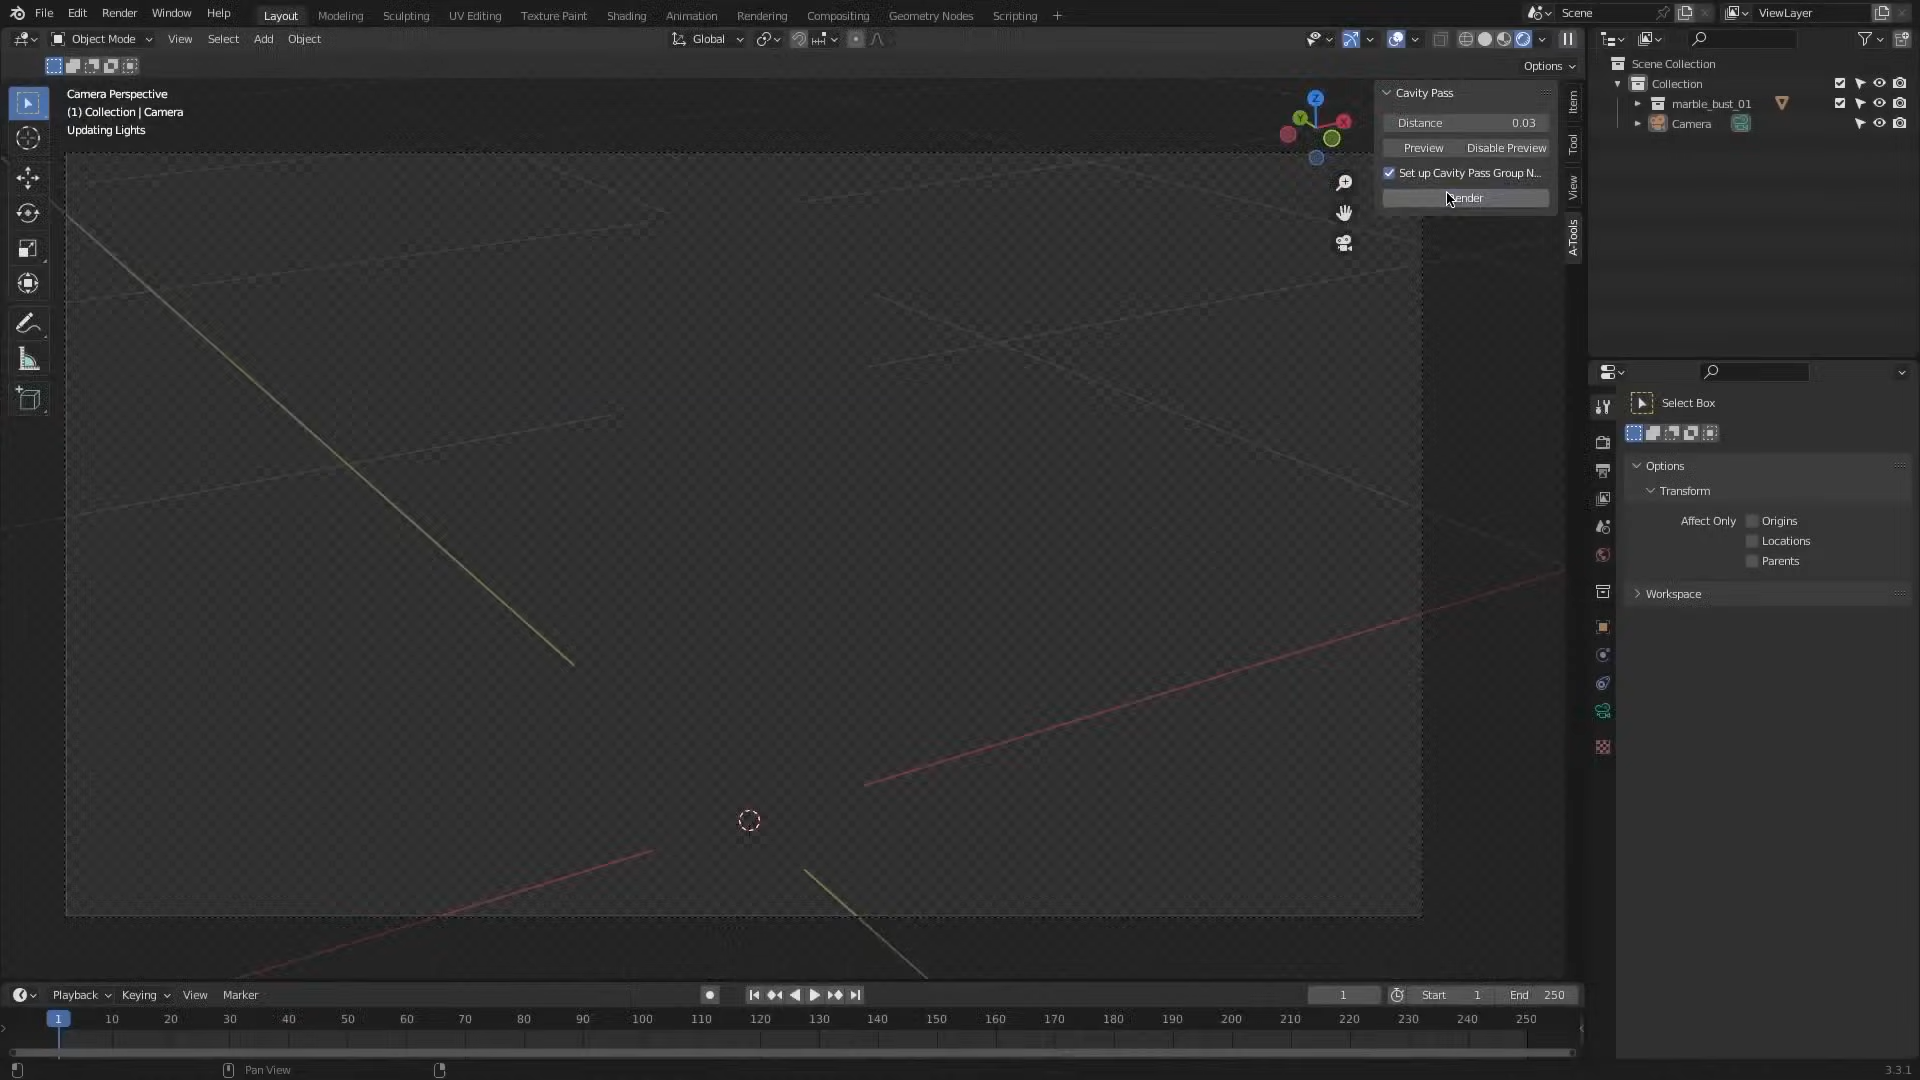 File Edit Render Window Help Layout Modeling Sculpting UV Editing Texture Paint Shading Animation Rendering Compositing Geometry Nodes Scripting + Scene ViewLayer
Object Mode View Select Add Object Global
Options
Camera Perspective
(1) Collection | Camera
Updating Lights
Z
Y
X
Cavity Pass
Distance 0.03
Preview Disable Preview
Set up Cavity Pass Group N...
Item
Tool
View
A-Tools
Scene Collection
Collection
marble_bust_01
Camera
Select Box
Options
Transform
Affect Only Origins
Locations
Parents
Workspace
Playback Keying View Marker 1 Start 1 End 250
1 10 20 30 40 50 60 70 80 90 100 110 120 130 140 150 160 170 180 190 200 210 220 230 240 250
Pan View 3.3.1